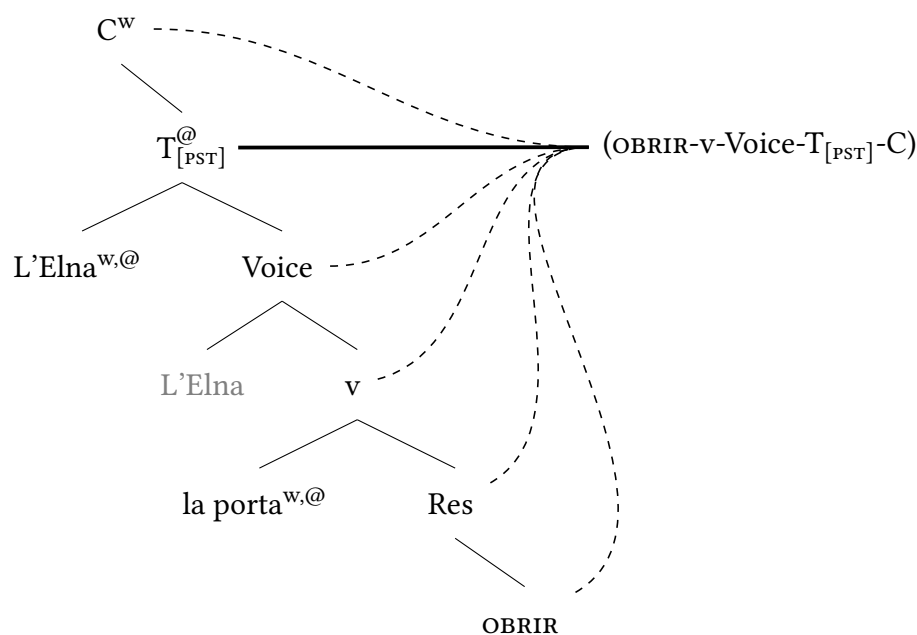 C^w
T^@_[PST] (OBRIR-v-Voice-T_[PST]-C)
L'Elna^w,@ Voice
L'Elna v
la porta^w,@ Res
OBRIR